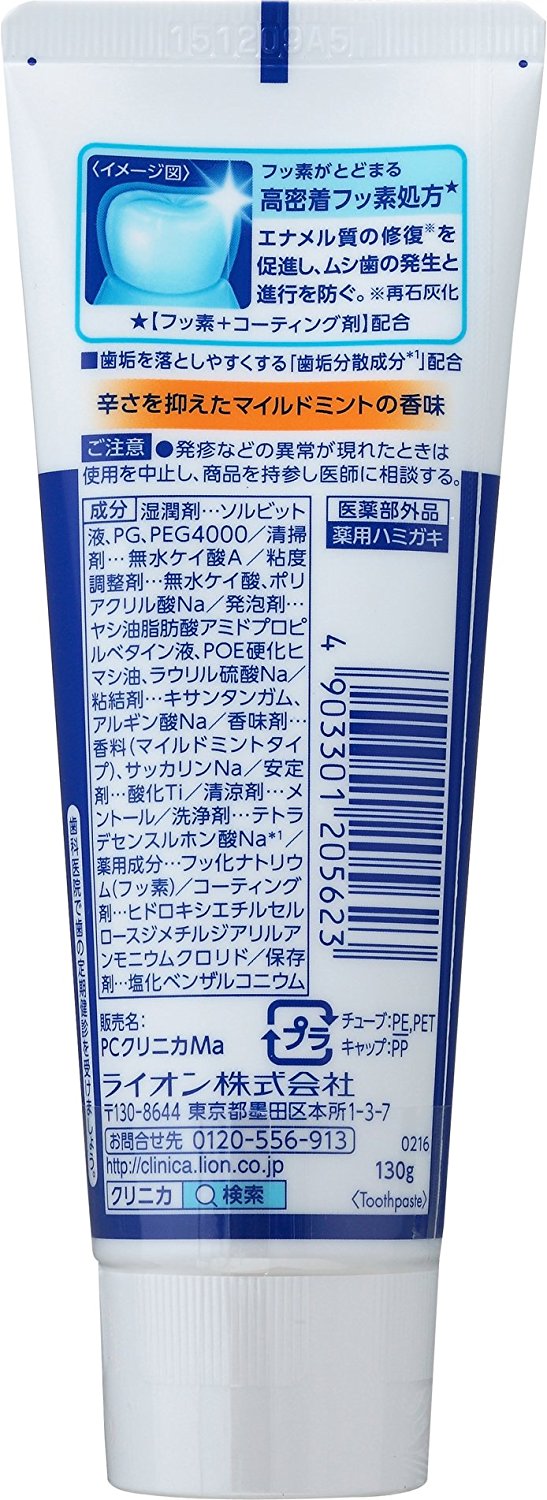 151209A5
〈イメージ図〉
フッ素がとどまる
高密着フッ素処方★
エナメル質の修復※を
促進し、ムシ歯の発生と
進行を防ぐ。※再石灰化
★【フッ素+コーティング剤】配合
■歯垢を落としやすくする「歯垢分散成分*1」配合
辛さを抑えたマイルドミントの香味
ご注意 ●発疹などの異常が現れたときは
使用を中止し、商品を持参し医師に相談する。
成分 湿潤剤…ソルビット
液、PG、PEG4000/清掃
剤…無水ケイ酸A/粘度
調整剤…無水ケイ酸、ポリ
アクリル酸Na/発泡剤…
ヤシ油脂肪酸アミドプロピ
ルベタイン液、POE硬化ヒ
マシ油、ラウリル硫酸Na/
粘結剤…キサンタンガム、
アルギン酸Na/香味剤…
香料(マイルドミントタイ
プ)、サッカリンNa/安定
剤…酸化Ti/清涼剤…メ
ントール/洗浄剤…テトラ
デセンスルホン酸Na*1/
薬用成分…フッ化ナトリウ
ム(フッ素)/コーティング
剤…ヒドロキシエチルセル
ロースジメチルジアリルア
ンモニウムクロリド/保存
剤…塩化ベンザルコニウム
医薬部外品
薬用ハミガキ
4 903301 205623
歯科医院で歯の定期健診を受けましょう。
販売名:
PCクリニカMa
プラ
チューブ:PE,PET
キャップ:PP
ライオン株式会社
〒130-8644 東京都墨田区本所1-3-7
お問合せ先 0120-556-913
http://clinica.lion.co.jp
クリニカ 検索
0216
130g
〈Toothpaste〉